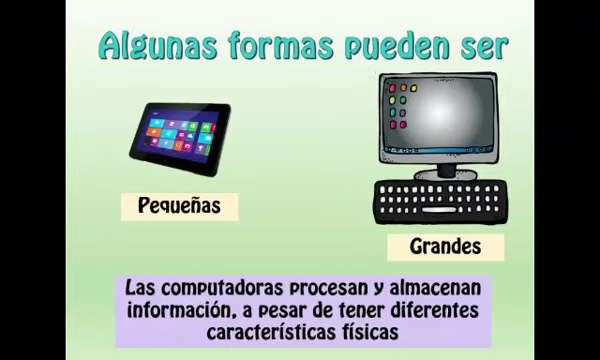 Algunas formas pueden ser
Pequeñas
Grandes
Las computadoras procesan y almacenan
información, a pesar de tener diferentes
características físicas